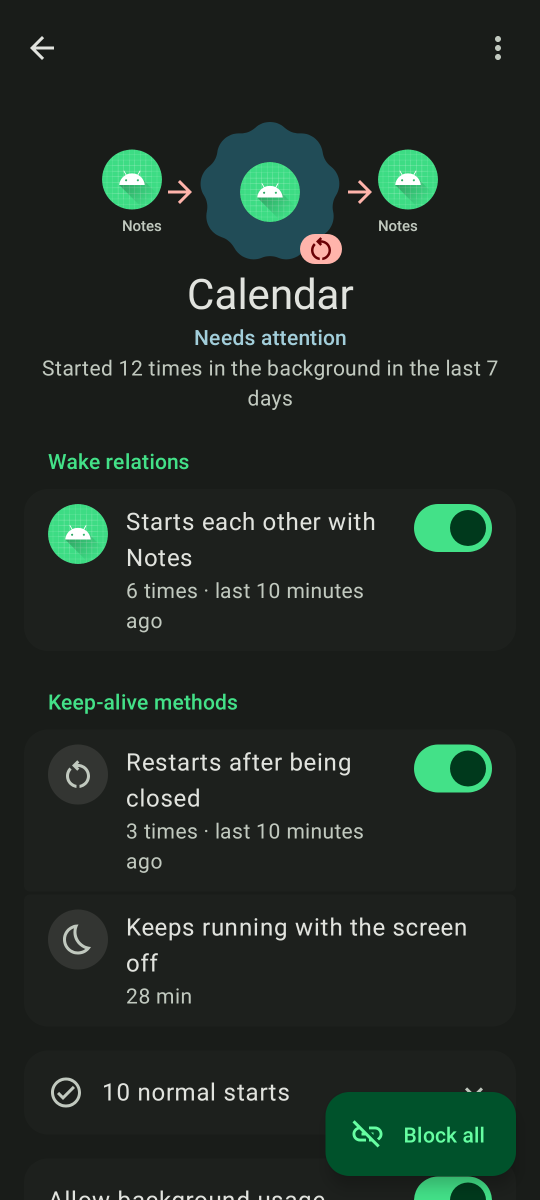 Notes
Notes
Calendar
Needs attention
Started 12 times in the background in the last 7
days
Wake relations
Starts each other with
Notes
6 times · last 10 minutes
ago
Keep-alive methods
Restarts after being
closed
3 times · last 10 minutes
ago
Keeps running with the screen
off
28 min
10 normal starts
Block all
Allow background usage